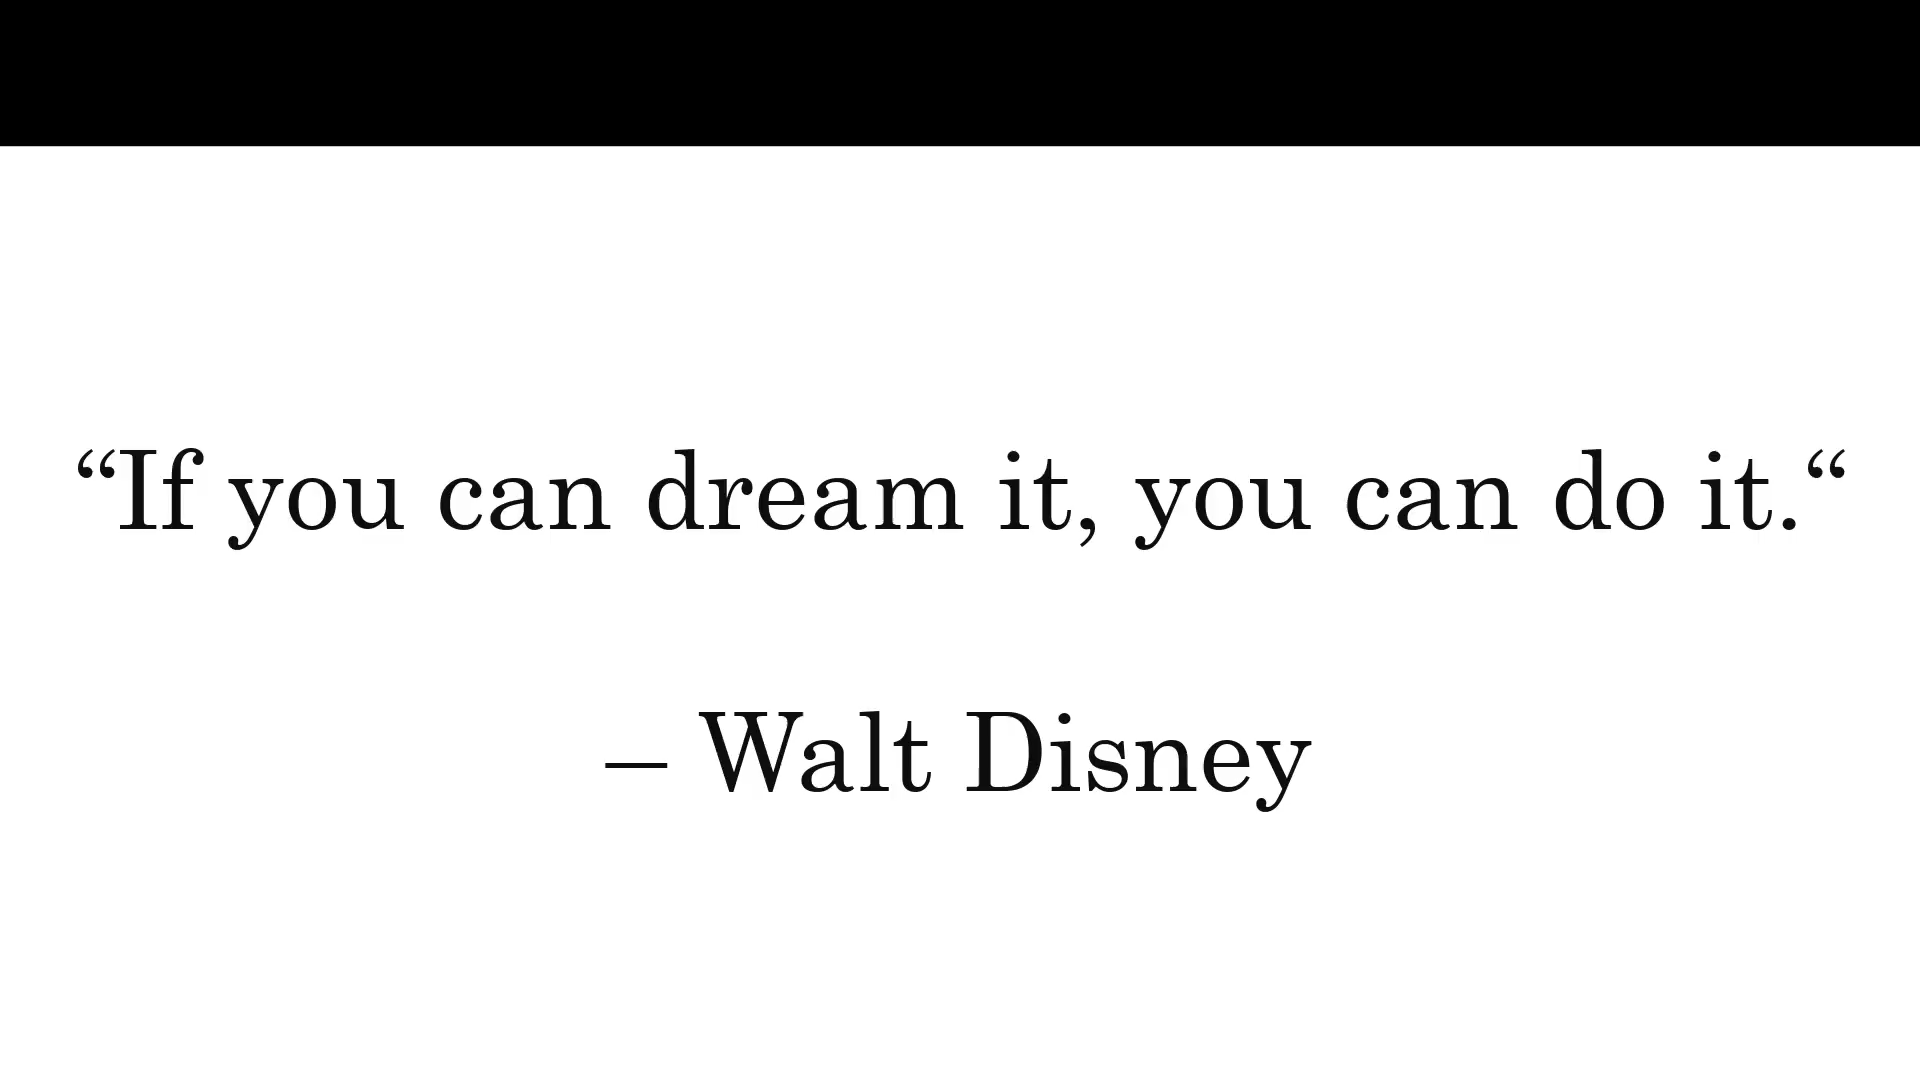 “If you can dream it, you can do it.“
– Walt Disney